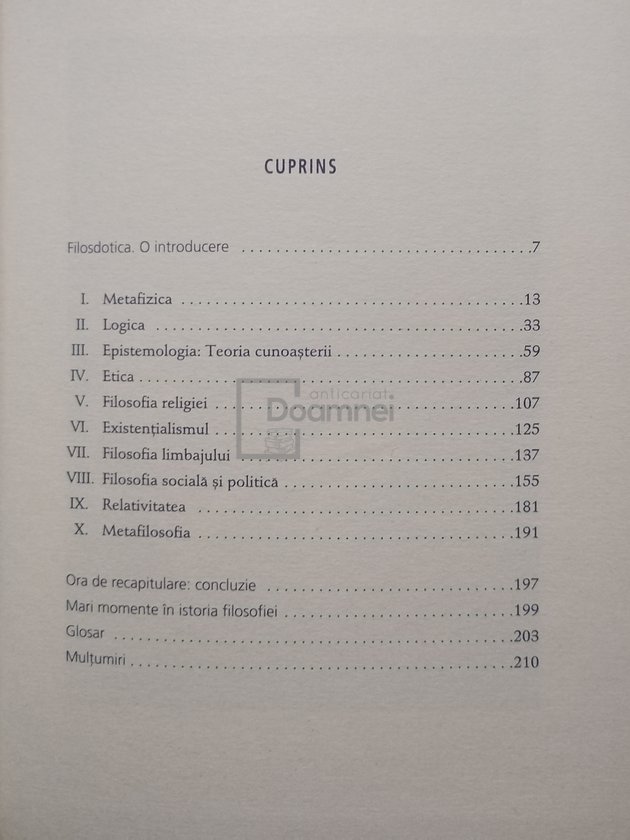 CUPRINS
Filosdotica. O introducere ..................................7
I. Metafizica ........................................13
II. Logica ...........................................33
III. Epistemologia: Teoria cunoașterii ......................59
IV. Etica .............................................87
V. Filosofia religiei ...................................107
VI. Existențialismul ...................................125
VII. Filosofia limbajului .................................137
VIII. Filosofia socială și politică ...........................155
IX. Relativitatea ......................................181
X. Metafilosofia .....................................191
anticariat
Doamnei
Ora de recapitulare: concluzie .............................197
Mari momente în istoria filosofiei ...........................199
Glosar ...............................................203
Mulțumiri .............................................210